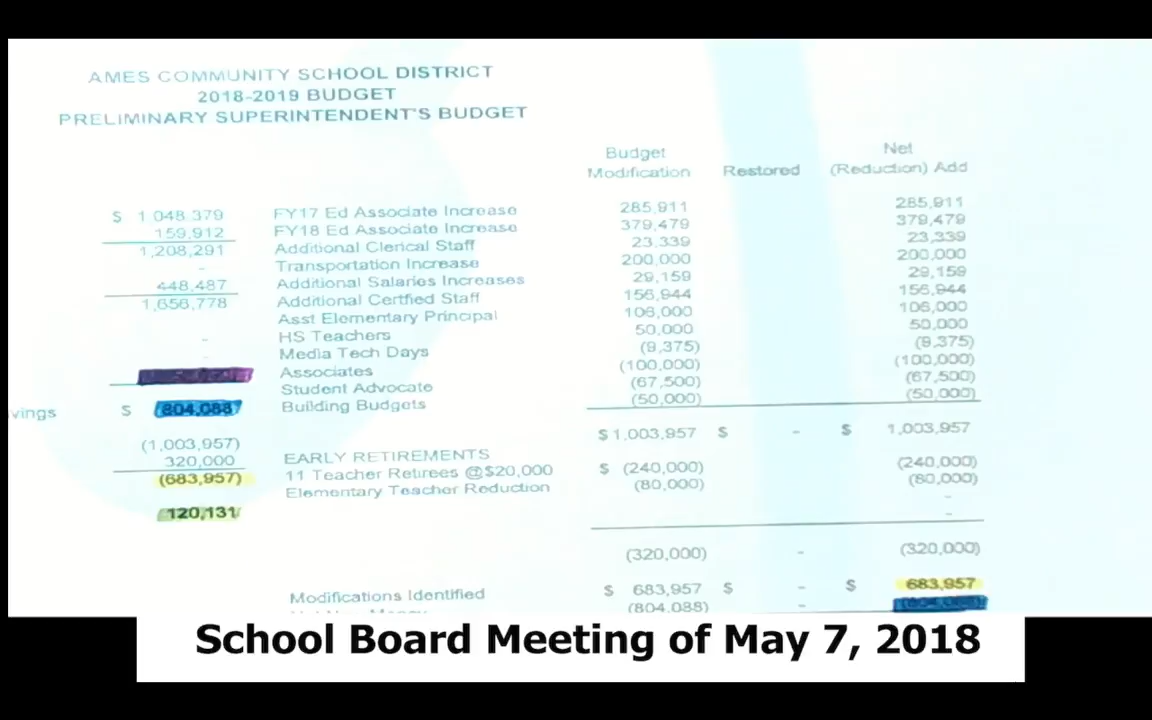 AMES COMMUNITY SCHOOL DISTRICT
2018-2019 BUDGET
PRELIMINARY SUPERINTENDENT'S BUDGET
Budget Net
Modification Restored (Reduction) Add
$ 1,048,379 FY17 Ed Associate Increase 285,911 285,911
159,912 FY18 Ed Associate Increase 379,479 379,479
1,208,291 Additional Clerical Staff 23,339 23,339
- Transportation Increase 200,000 200,000
448,487 Additional Salaries Increases 29,159 29,159
1,656,778 Additional Certfied Staff 156,944 156,944
Asst Elementary Principal 106,000 106,000
- HS Teachers 50,000 50,000
- Media Tech Days (9,375) (9,375)
Associates (100,000) (100,000)
Student Advocate (67,500) (67,500)
vings $ 804,088 Building Budgets (50,000) (50,000)
$ 1,003,957 $ - $ 1,003,957
(1,003,957) EARLY RETIREMENTS
320,000 11 Teacher Retirees @$20,000 $ (240,000) (240,000)
(683,957) Elementary Teacher Reduction (80,000) (80,000)
-
120,131 -
(320,000) - (320,000)
Modifications Identified $ 683,957 $ - $ 683,957
(804,088) -
School Board Meeting of May 7, 2018